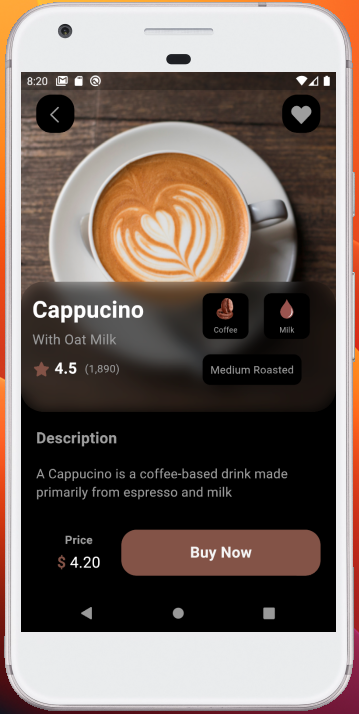 8:20
Cappucino
With Oat Milk
4.5 (1,890)
Coffee
Milk
Medium Roasted
Description
A Cappucino is a coffee-based drink made
primarily from espresso and milk
Price
$ 4.20
Buy Now